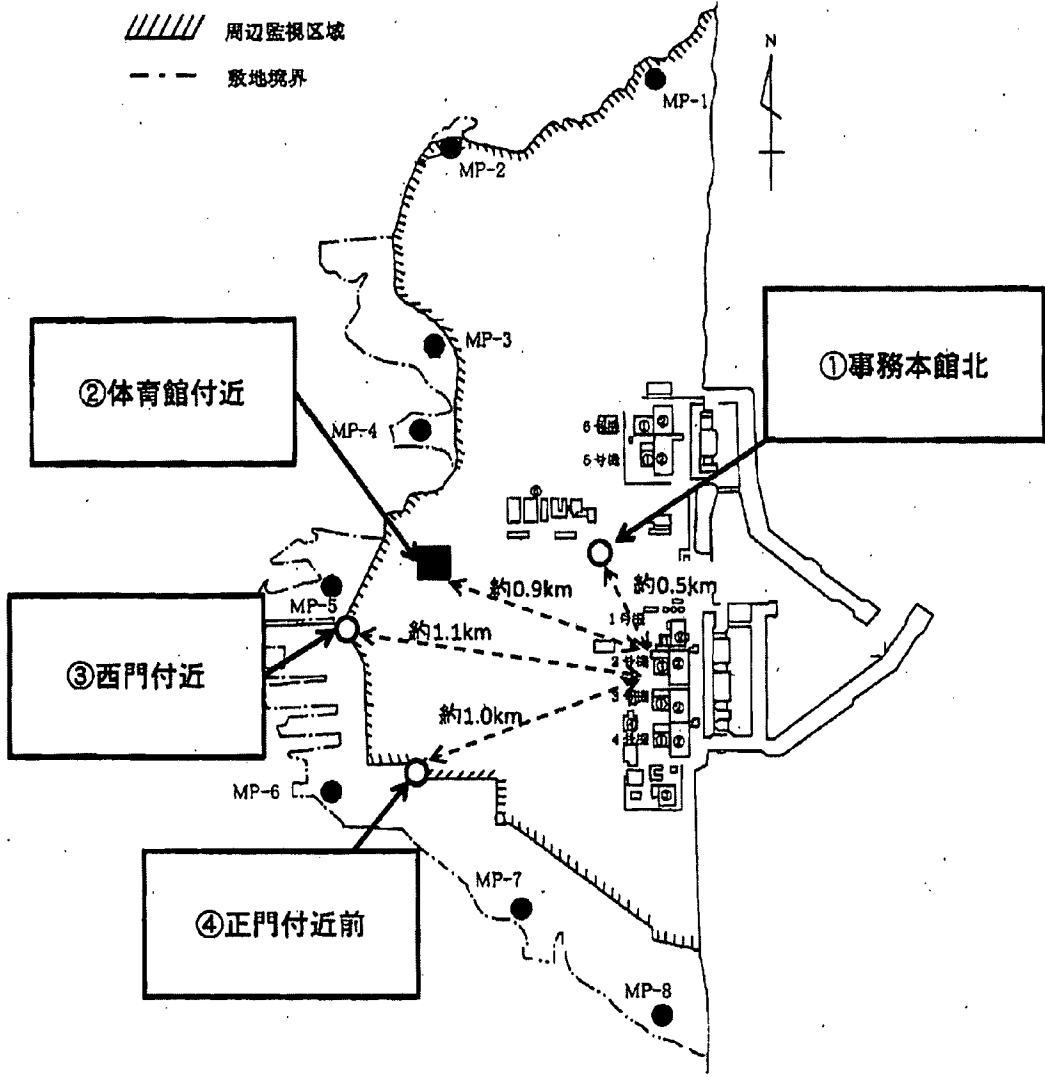 周辺監視区域
敷地境界
N
MP-1
MP-2
①事務本館北
MP-3
②体育館付近
MP-4
6号機
5号機
約0.9km
約0.5km
MP-5
1号機
約1.1km
2号機
③西門付近
3号機
約1.0km
4号機
MP-6
MP-7
④正門付近前
MP-8